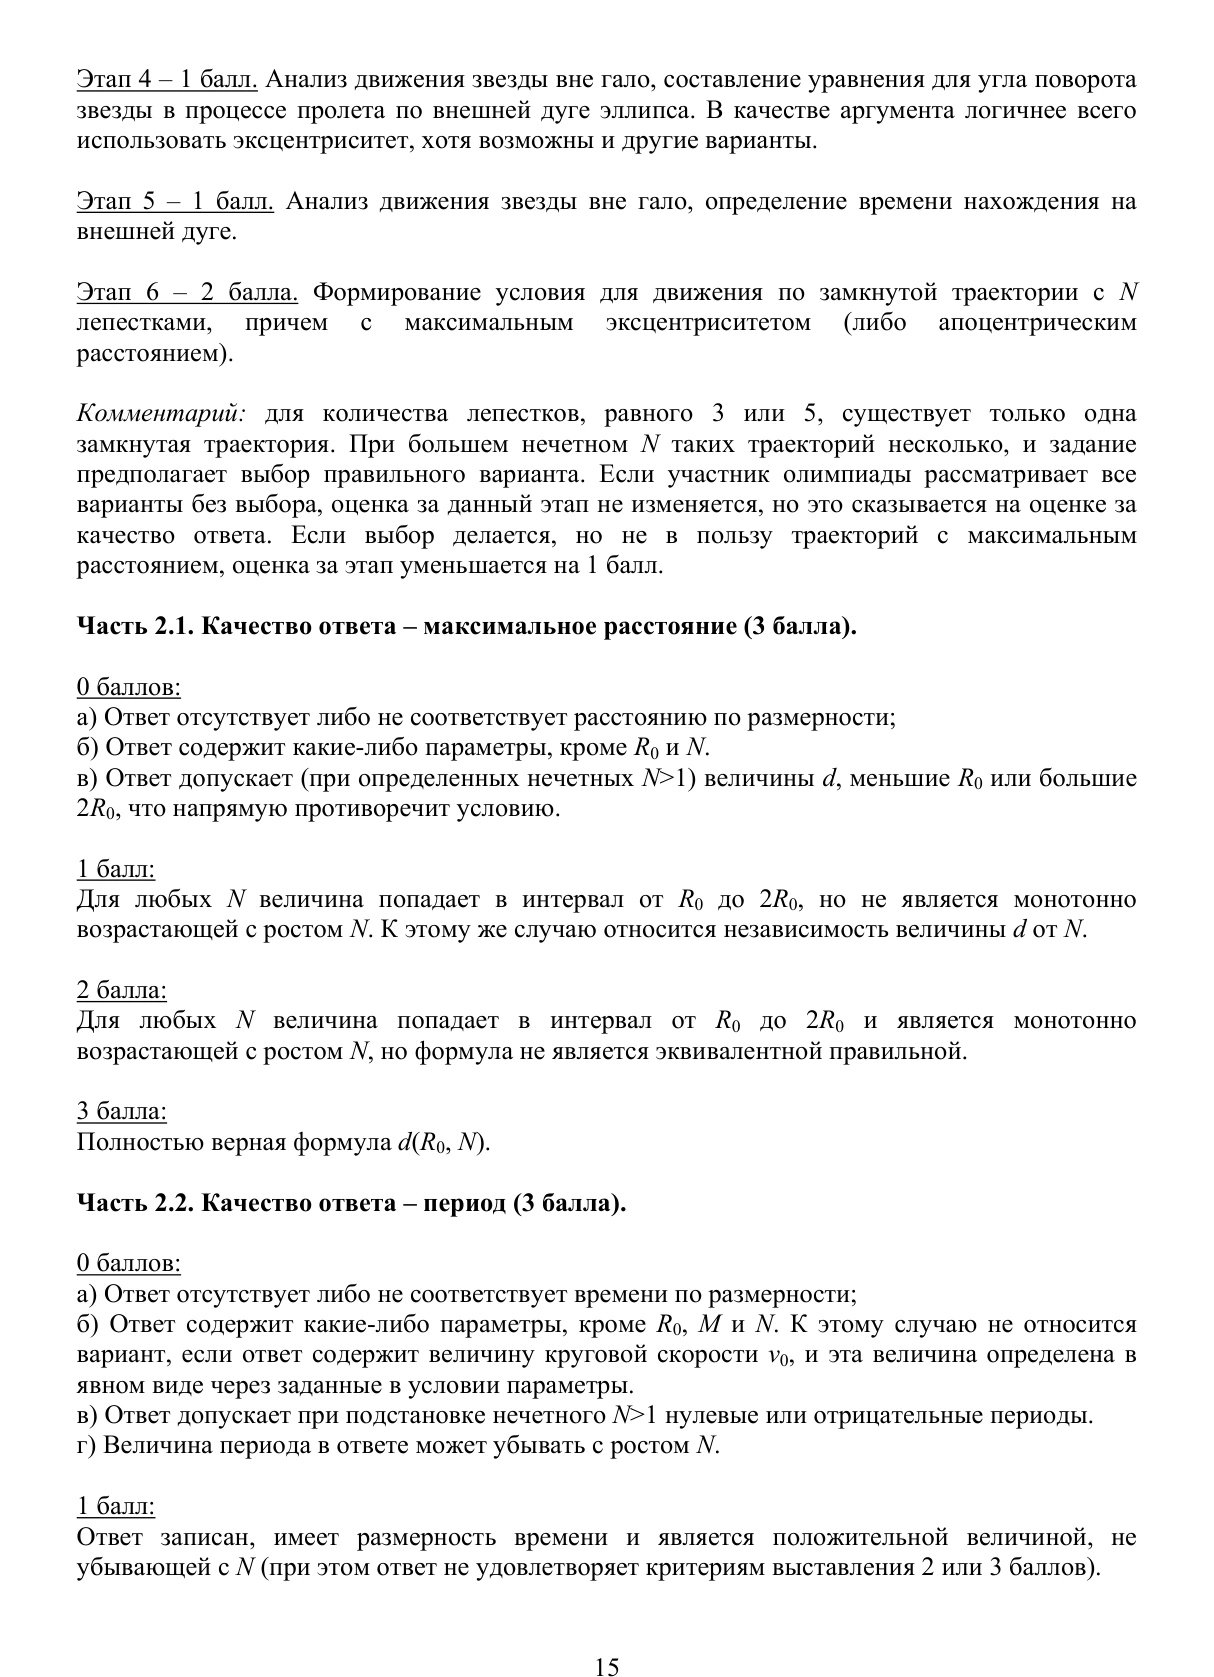 Этап 4 – 1 балл. Анализ движения звезды вне гало, составление уравнения для угла поворота
звезды в процессе пролета по внешней дуге эллипса. В качестве аргумента логичнее всего
использовать эксцентриситет, хотя возможны и другие варианты.
Этап 5 – 1 балл. Анализ движения звезды вне гало, определение времени нахождения на
внешней дуге.
Этап 6 – 2 балла. Формирование условия для движения по замкнутой траектории с N
лепестками, причем с максимальным эксцентриситетом (либо апоцентрическим
расстоянием).
Комментарий: для количества лепестков, равного 3 или 5, существует только одна
замкнутая траектория. При большем нечетном N таких траекторий несколько, и задание
предполагает выбор правильного варианта. Если участник олимпиады рассматривает все
варианты без выбора, оценка за данный этап не изменяется, но это сказывается на оценке за
качество ответа. Если выбор делается, но не в пользу траекторий с максимальным
расстоянием, оценка за этап уменьшается на 1 балл.
Часть 2.1. Качество ответа – максимальное расстояние (3 балла).
0 баллов:
а) Ответ отсутствует либо не соответствует расстоянию по размерности;
б) Ответ содержит какие-либо параметры, кроме R0 и N.
в) Ответ допускает (при определенных нечетных N>1) величины d, меньшие R0 или большие
2R0, что напрямую противоречит условию.
1 балл:
Для любых N величина попадает в интервал от R0 до 2R0, но не является монотонно
возрастающей с ростом N. К этому же случаю относится независимость величины d от N.
2 балла:
Для любых N величина попадает в интервал от R0 до 2R0 и является монотонно
возрастающей с ростом N, но формула не является эквивалентной правильной.
3 балла:
Полностью верная формула d(R0, N).
Часть 2.2. Качество ответа – период (3 балла).
0 баллов:
а) Ответ отсутствует либо не соответствует времени по размерности;
б) Ответ содержит какие-либо параметры, кроме R0, M и N. К этому случаю не относится
вариант, если ответ содержит величину круговой скорости v0, и эта величина определена в
явном виде через заданные в условии параметры.
в) Ответ допускает при подстановке нечетного N>1 нулевые или отрицательные периоды.
г) Величина периода в ответе может убывать с ростом N.
1 балл:
Ответ записан, имеет размерность времени и является положительной величиной, не
убывающей с N (при этом ответ не удовлетворяет критериям выставления 2 или 3 баллов).
15